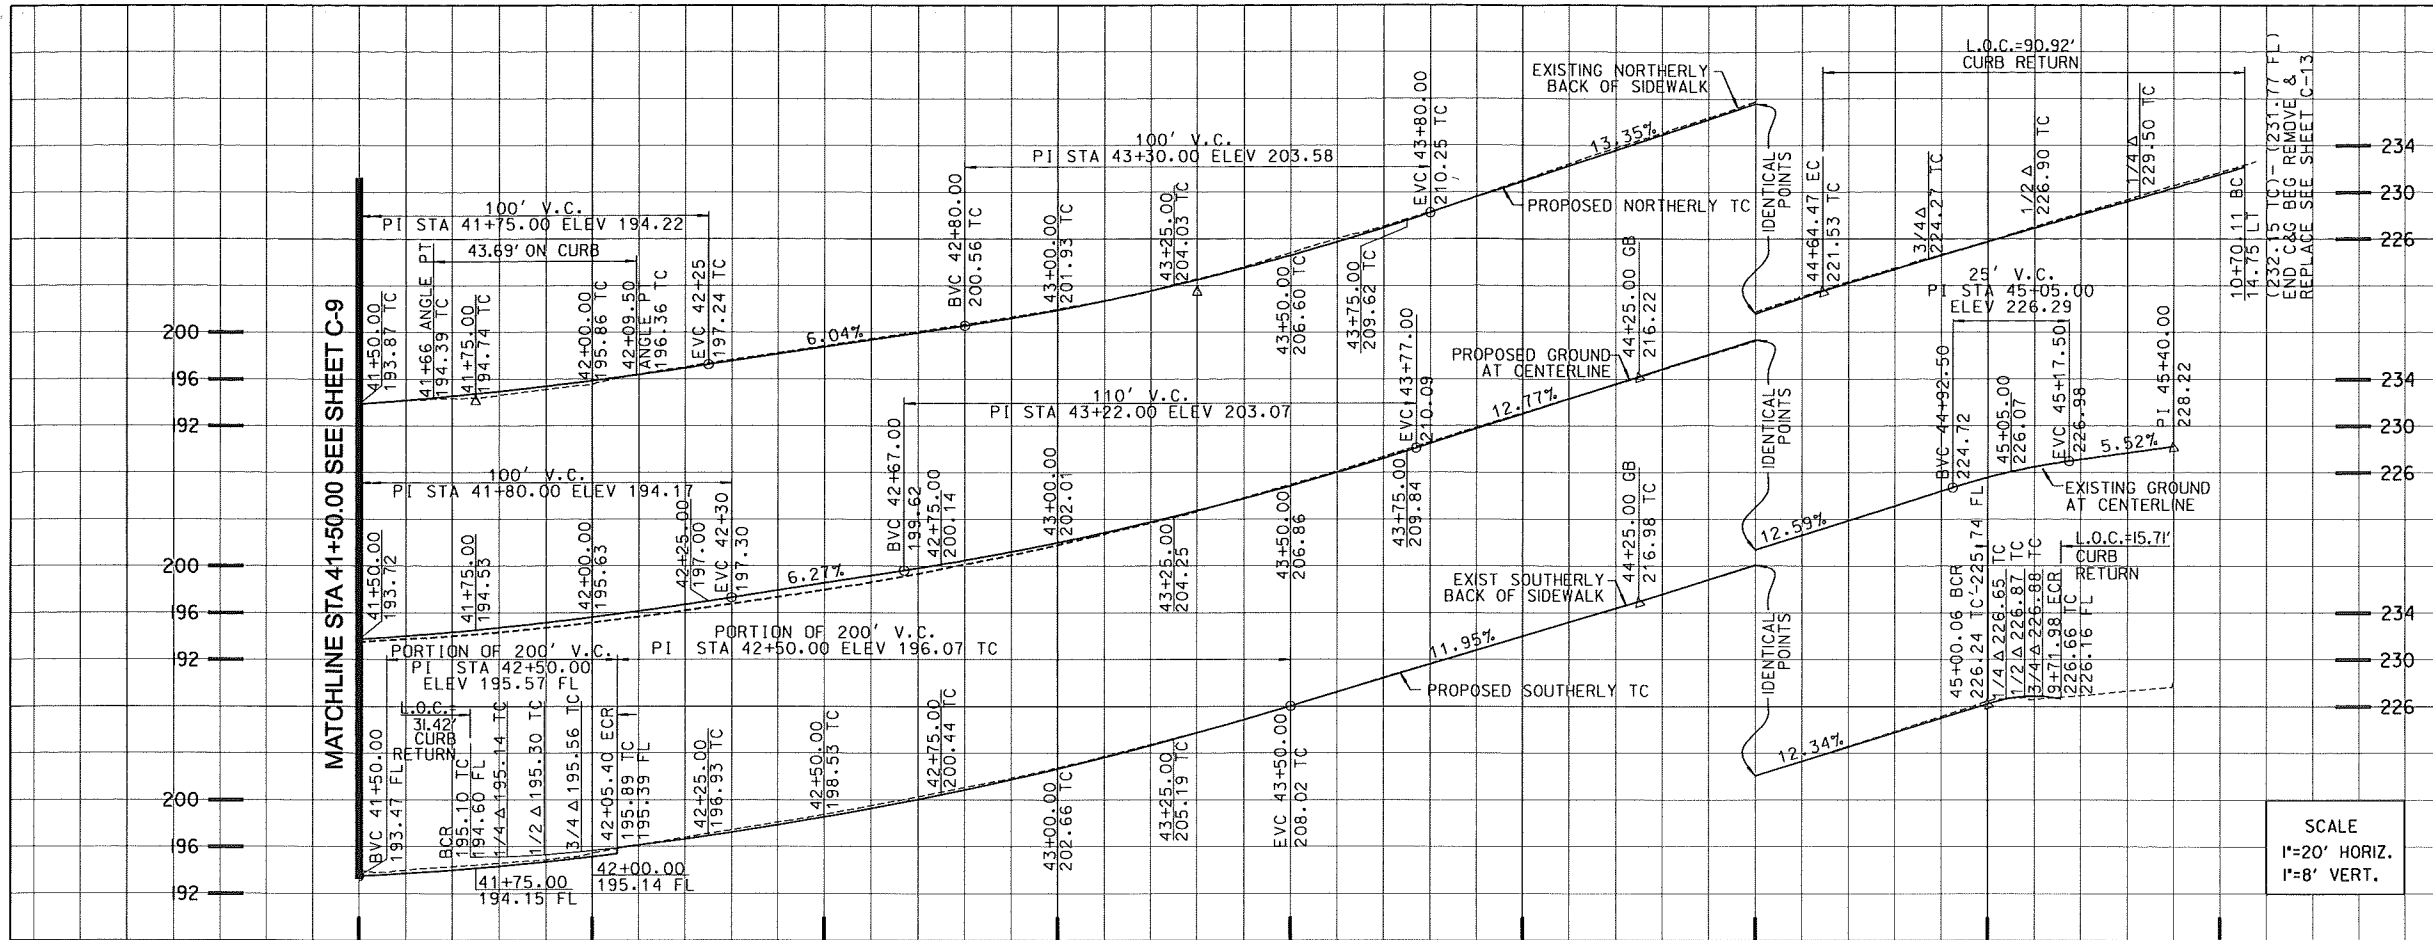 MATCHLINE STA 41+50.00 SEE SHEET C-9
200
196
192
200
196
192
200
196
192
234
230
226
234
230
226
234
230
226
100' V.C.
PI STA 41+75.00 ELEV 194.22
43.69' ON CURB
41+50.00
193.87 TC
41+66 ANGLE PT
194.39 TC
41+75.00
194.74 TC
42+00.00
195.86 TC
42+09.50
ANGLE PT
196.36 TC
EVC 42+25
197.24 TC
6.04%
BVC 42+80.00
200.56 TC
100' V.C.
PI STA 43+30.00 ELEV 203.58
43+00.00
201.93 TC
43+25.00
204.03 TC
43+50.00
206.60 TC
43+75.00
209.62 TC
EVC 43+80.00
210.25 TC
EXISTING NORTHERLY
BACK OF SIDEWALK
13.35%
PROPOSED NORTHERLY TC
IDENTICAL
POINTS
L.O.C.=90.92'
CURB RETURN
44+64.47 EC
221.53 TC
3/4 Δ
224.27 TC
1/2 Δ
226.90 TC
1/4 Δ
229.50 TC
10+70.11 BC
14.75 LT
(232.15 TC)- (231.77 FL)
END C&G BEG REMOVE &
REPLACE SEE SHEET C-13
100' V.C.
PI STA 41+80.00 ELEV 194.17
41+50.00
193.72
41+75.00
194.53
42+00.00
195.63
42+25.00
197.00
EVC 42+30
197.30
6.27%
BVC 42+67.00
199.62
42+75.00
200.14
110' V.C.
PI STA 43+22.00 ELEV 203.07
43+00.00
202.01
43+25.00
204.25
43+50.00
206.86
43+75.00
209.84
EVC 43+77.00
210.09
12.77%
PROPOSED GROUND
AT CENTERLINE
44+25.00 GB
216.22
IDENTICAL
POINTS
12.59%
25' V.C.
PI STA 45+05.00
ELEV 226.29
BVC 44+92.50
224.72
45+05.00
226.07
EVC 45+17.50
226.98
5.52%
PI 45+40.00
228.22
EXISTING GROUND
AT CENTERLINE
PORTION OF 200' V.C.
PI STA 42+50.00
ELEV 195.57 FL
PORTION OF 200' V.C.
PI STA 42+50.00 ELEV 196.07 TC
L.O.C.=
31.42'
CURB
RETURN
BVC 41+50.00
193.47 FL
BCR
195.10 TC
194.60 FL
1/4 Δ 195.14 TC
1/2 Δ 195.30 TC
3/4 Δ 195.56 TC
42+05.40 ECR
195.89 TC
195.39 FL
41+75.00
194.15 FL
42+00.00
195.14 FL
42+25.00
196.93 TC
42+50.00
198.53 TC
42+75.00
200.44 TC
43+00.00
202.66 TC
43+25.00
205.19 TC
EVC 43+50.00
208.02 TC
11.95%
EXIST SOUTHERLY
BACK OF SIDEWALK
PROPOSED SOUTHERLY TC
44+25.00 GB
216.98 TC
IDENTICAL
POINTS
12.34%
45+00.06 BCR
226.24 TC-225.74 FL
1/4 Δ 226.65 TC
1/2 Δ 226.87 TC
3/4 Δ 226.88 TC
9+71.98 ECR
226.66 TC
226.16 FL
L.O.C.=15.71'
CURB
RETURN
SCALE
1"=20' HORIZ.
1"=8' VERT.